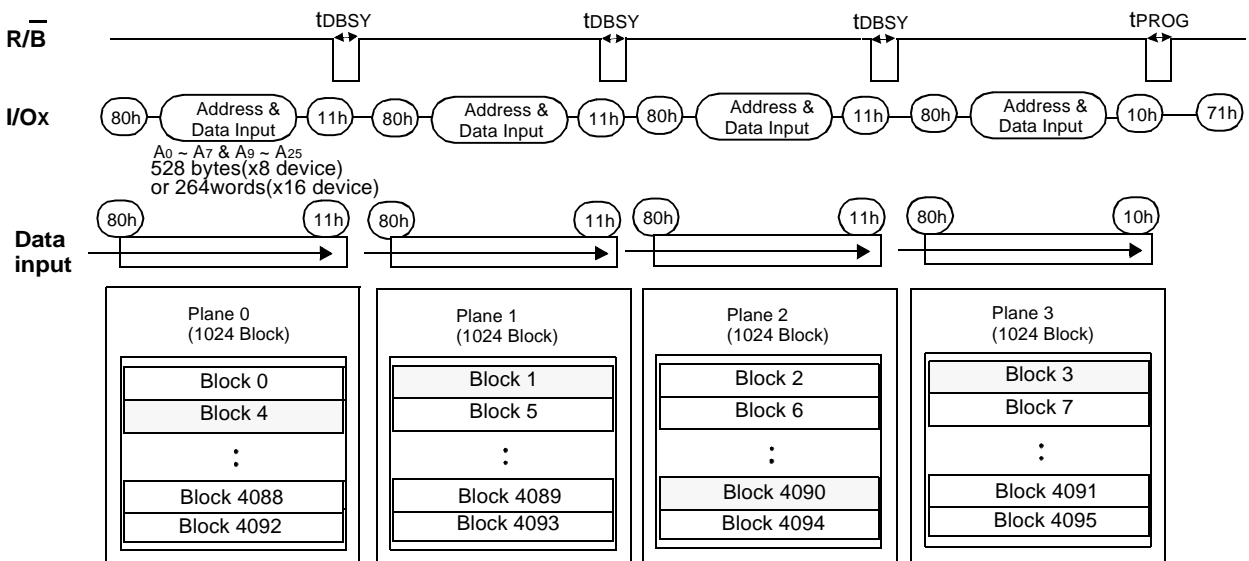 tDBSY tDBSY tDBSY tPROG
R/B
I/Ox 80h Address & Data Input 11h 80h Address & Data Input 11h 80h Address & Data Input 11h 80h Address & Data Input 10h 71h
A0 ~ A7 & A9 ~ A25
528 bytes(x8 device)
or 264words(x16 device)
80h 11h 80h 11h 80h 11h 80h 10h
Data
input
Plane 0
(1024 Block)
Block 0
Block 4
:
Block 4088
Block 4092
Plane 1
(1024 Block)
Block 1
Block 5
:
Block 4089
Block 4093
Plane 2
(1024 Block)
Block 2
Block 6
:
Block 4090
Block 4094
Plane 3
(1024 Block)
Block 3
Block 7
:
Block 4091
Block 4095